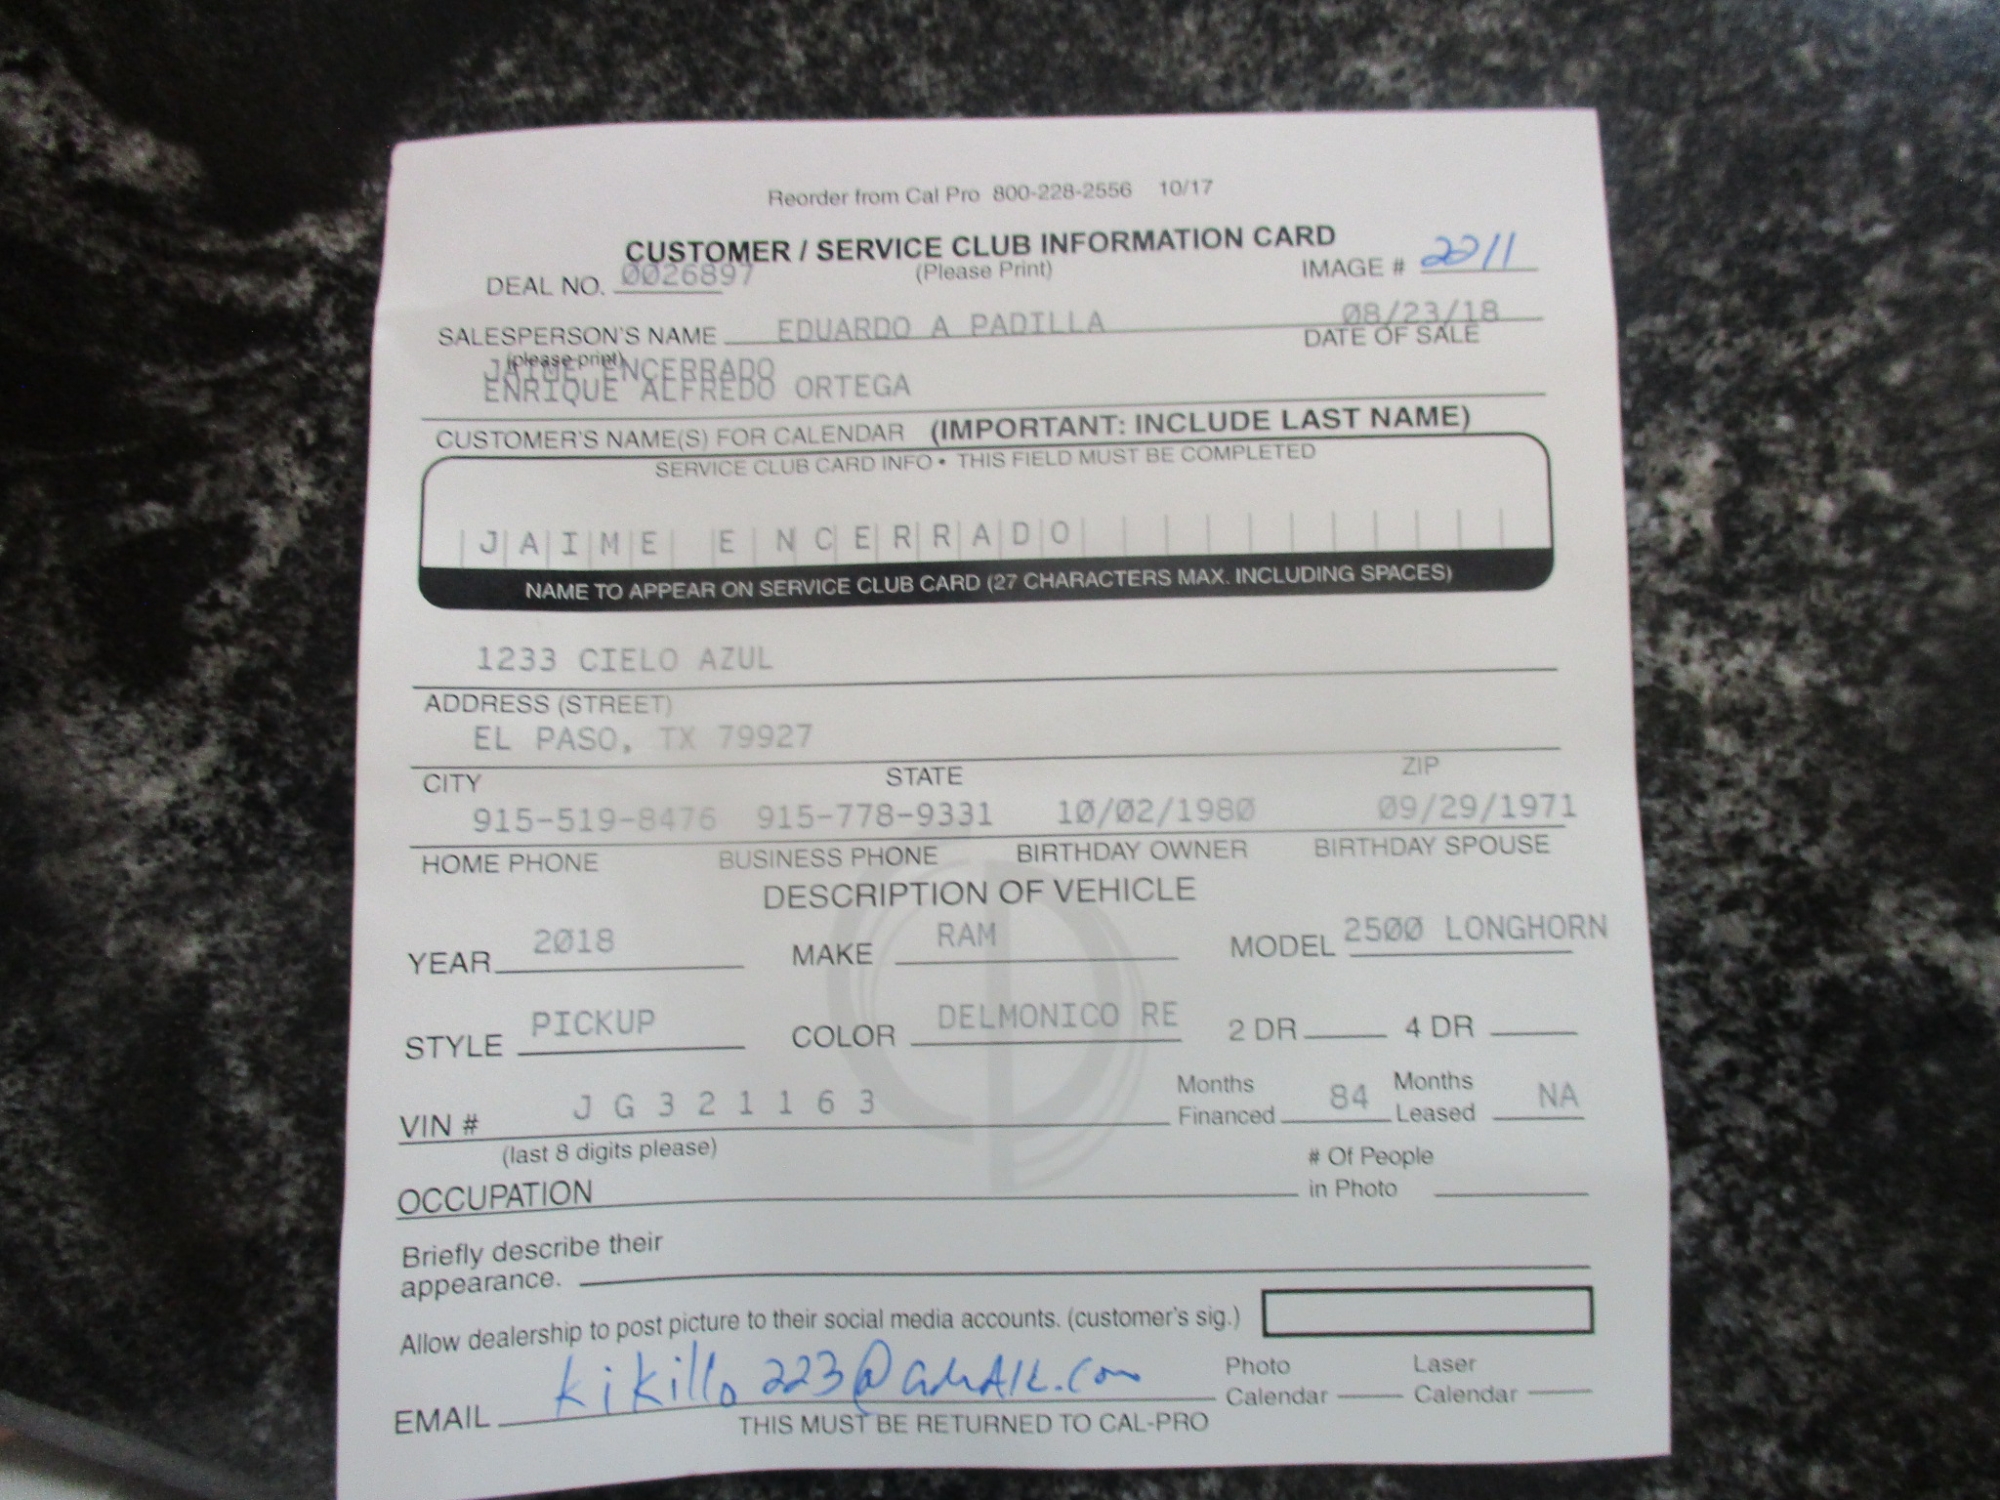 Reorder from Cal Pro 800-228-2556 10/17
CUSTOMER / SERVICE CLUB INFORMATION CARD
DEAL NO. 0026897 (Please Print) IMAGE # 2211
SALESPERSON'S NAME EDUARDO A PADILLA 08/23/18
(please print) DATE OF SALE
JAIME ENCERRADO
ENRIQUE ALFREDO ORTEGA
CUSTOMER'S NAME(S) FOR CALENDAR (IMPORTANT: INCLUDE LAST NAME)
SERVICE CLUB CARD INFO • THIS FIELD MUST BE COMPLETED
JAIME ENCERRADO
NAME TO APPEAR ON SERVICE CLUB CARD (27 CHARACTERS MAX. INCLUDING SPACES)
1233 CIELO AZUL
ADDRESS (STREET)
EL PASO, TX 79927
CITY STATE ZIP
915-519-8476 915-778-9331 10/02/1980 09/29/1971
HOME PHONE BUSINESS PHONE BIRTHDAY OWNER BIRTHDAY SPOUSE
DESCRIPTION OF VEHICLE
YEAR 2018 MAKE RAM MODEL 2500 LONGHORN
STYLE PICKUP COLOR DELMONICO RE 2 DR 4 DR
VIN # J G 3 2 1 1 6 3 Months Financed 84 Months Leased NA
(last 8 digits please)
OCCUPATION # Of People in Photo
Briefly describe their
appearance.
Allow dealership to post picture to their social media accounts. (customer's sig.)
EMAIL kikillo223@ Photo Calendar Laser Calendar
THIS MUST BE RETURNED TO CAL-PRO